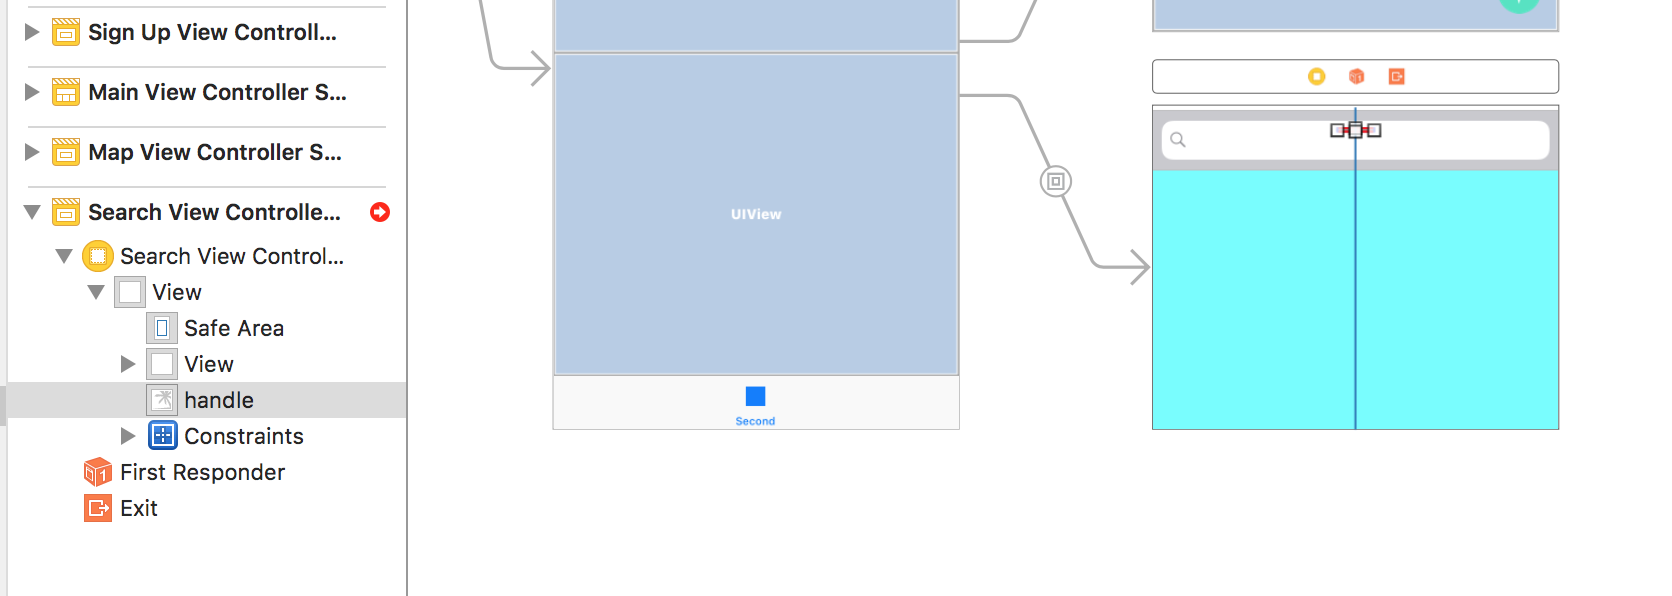 Sign Up View Controll...
Main View Controller S...
Map View Controller S...
Search View Controlle...
Search View Control...
View
Safe Area
View
handle
Constraints
First Responder
Exit
UIView
Second